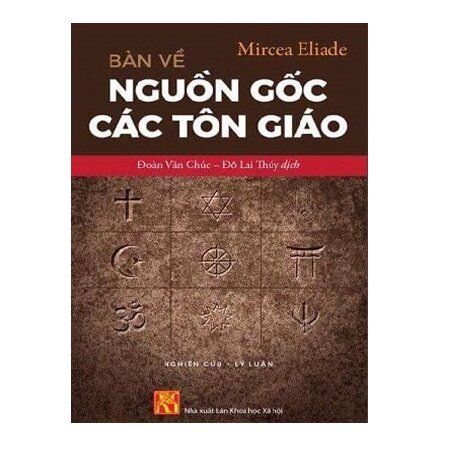 Mircea Eliade
BÀN VỀ
NGUỒN GỐC
CÁC TÔN GIÁO
Đoàn Văn Chúc – Đỗ Lai Thúy dịch
NGHIÊN CỨU - LÝ LUẬN
Nhà xuất bản Khoa học Xã hội